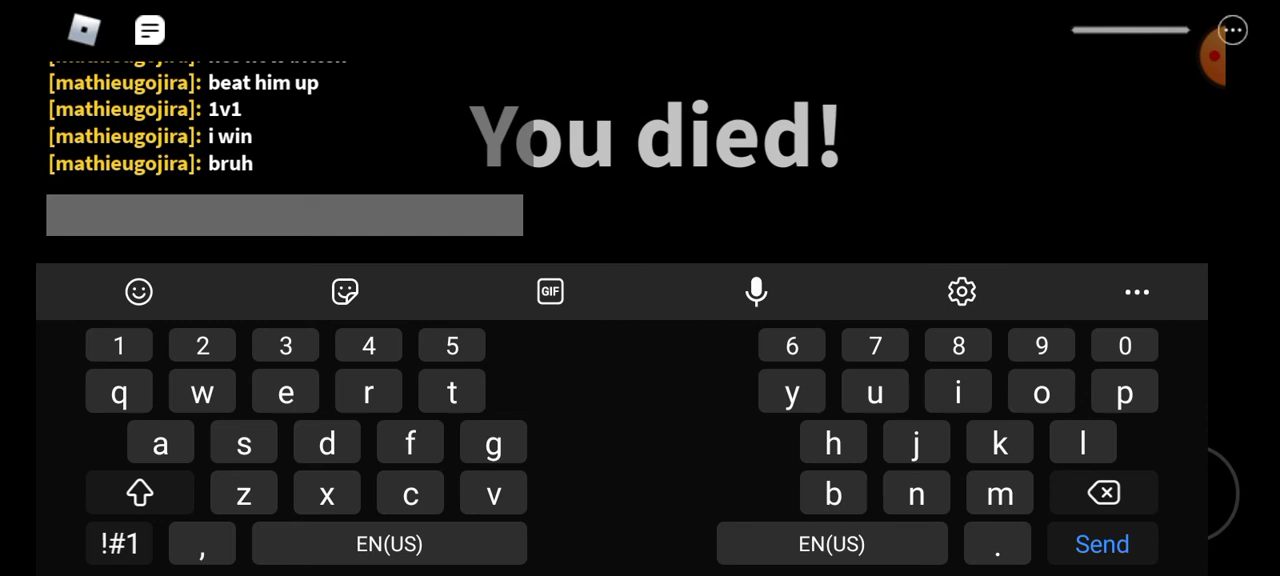 [mathieugojira]: beat him up
[mathieugojira]: 1v1
[mathieugojira]: i win
[mathieugojira]: bruh
You died!
GIF
1 2 3 4 5 6 7 8 9 0
q w e r t y u i o p
a s d f g h j k l
z x c v b n m
!#1 , EN(US) EN(US) . Send